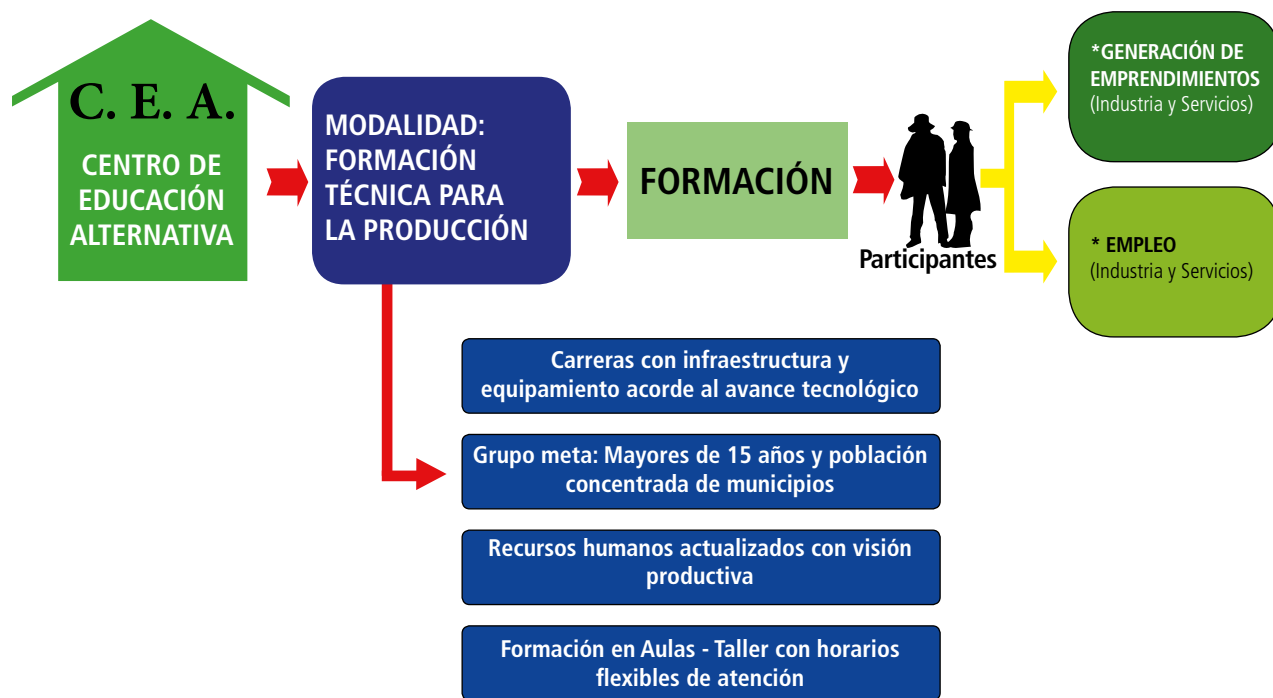 C. E. A.
CENTRO DE
EDUCACIÓN
ALTERNATIVA
MODALIDAD:
FORMACIÓN
TÉCNICA PARA
LA PRODUCCIÓN
FORMACIÓN
Participantes
*GENERACIÓN DE
EMPRENDIMIENTOS
(Industria y Servicios)
* EMPLEO
(Industria y Servicios)
Carreras con infraestructura y
equipamiento acorde al avance tecnológico
Grupo meta: Mayores de 15 años y población
concentrada de municipios
Recursos humanos actualizados con visión
productiva
Formación en Aulas - Taller con horarios
flexibles de atención